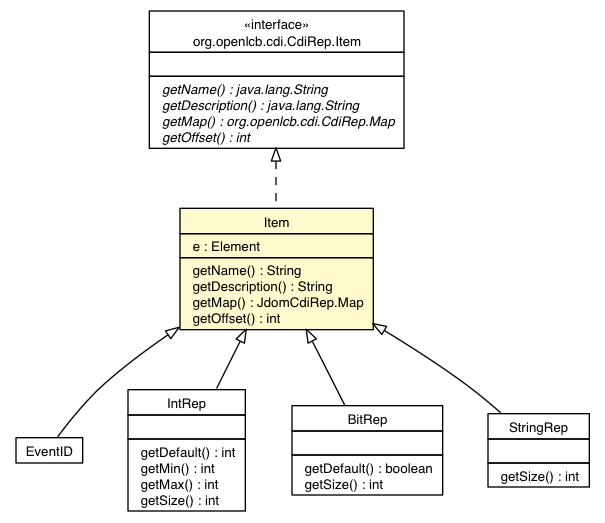 «interface»
org.openlcb.cdi.CdiRep.Item
getName() : java.lang.String
getDescription() : java.lang.String
getMap() : org.openlcb.cdi.CdiRep.Map
getOffset() : int
Item
e : Element
getName() : String
getDescription() : String
getMap() : JdomCdiRep.Map
getOffset() : int
EventID
IntRep
getDefault() : int
getMin() : int
getMax() : int
getSize() : int
BitRep
getDefault() : boolean
getSize() : int
StringRep
getSize() : int